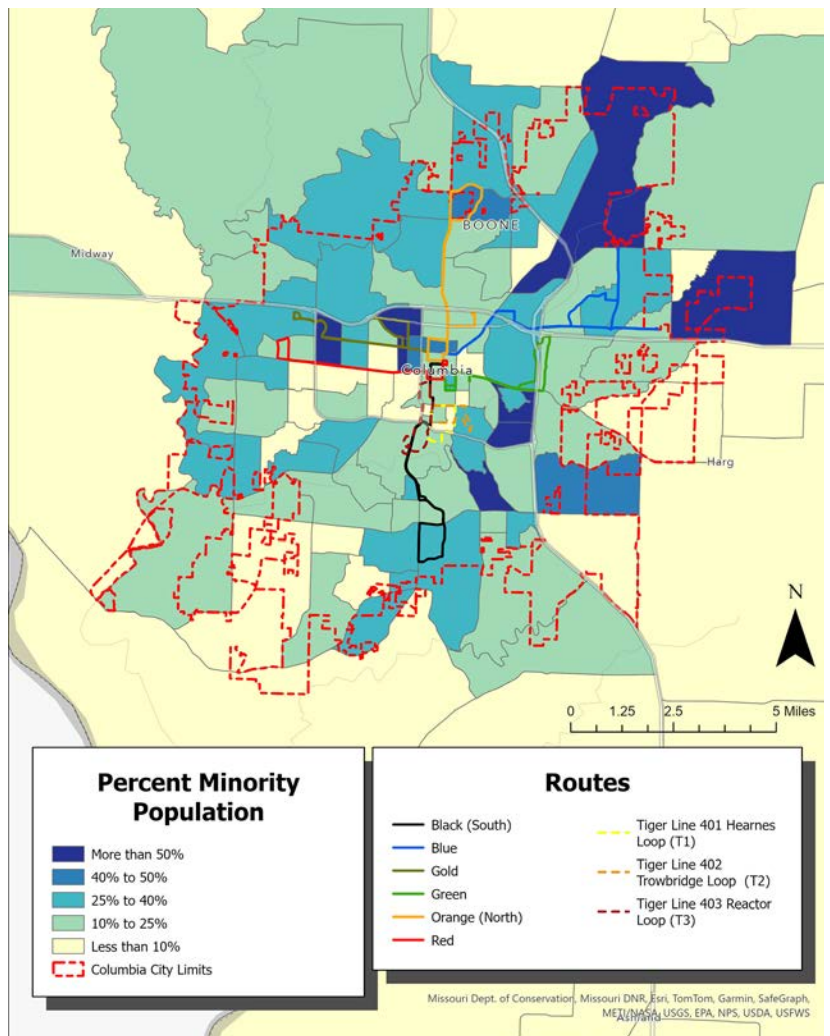 Midway
BOONE
Columbia
Harg
N
0 1.25 2.5 5 Miles
Percent Minority
Population
More than 50%
40% to 50%
25% to 40%
10% to 25%
Less than 10%
Columbia City Limits
Routes
Black (South)
Blue
Gold
Green
Orange (North)
Red
Tiger Line 401 Hearnes
Loop (T1)
Tiger Line 402
Trowbridge Loop (T2)
Tiger Line 403 Reactor
Loop (T3)
Missouri Dept. of Conservation, Missouri DNR, Esri, TomTom, Garmin, SafeGraph,
METI/NASA, USGS, EPA, NPS, USDA, USFWS
Ashland